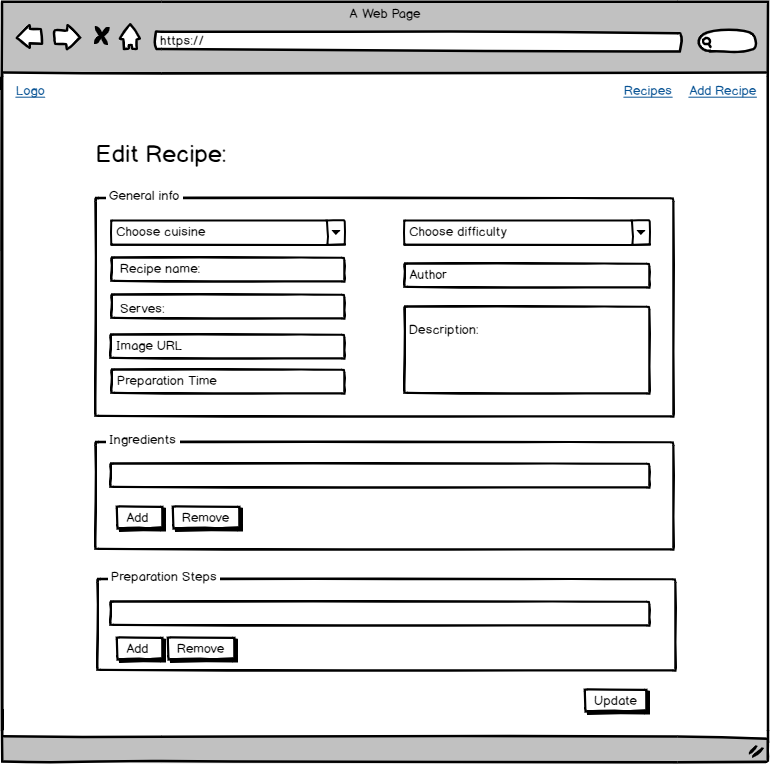 A Web Page
https://
Logo
Recipes
Add Recipe
Edit Recipe:
General info
Choose cuisine
Choose difficulty
Recipe name:
Author
Serves:
Description:
Image URL
Preparation Time
Ingredients
Add
Remove
Preparation Steps
Add
Remove
Update